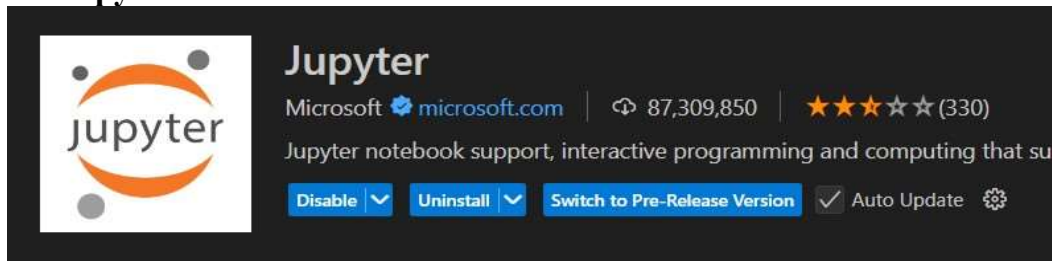 py
jupyter
Jupyter
Microsoft microsoft.com 87,309,850 (330)
Jupyter notebook support, interactive programming and computing that su
Disable Uninstall Switch to Pre-Release Version Auto Update